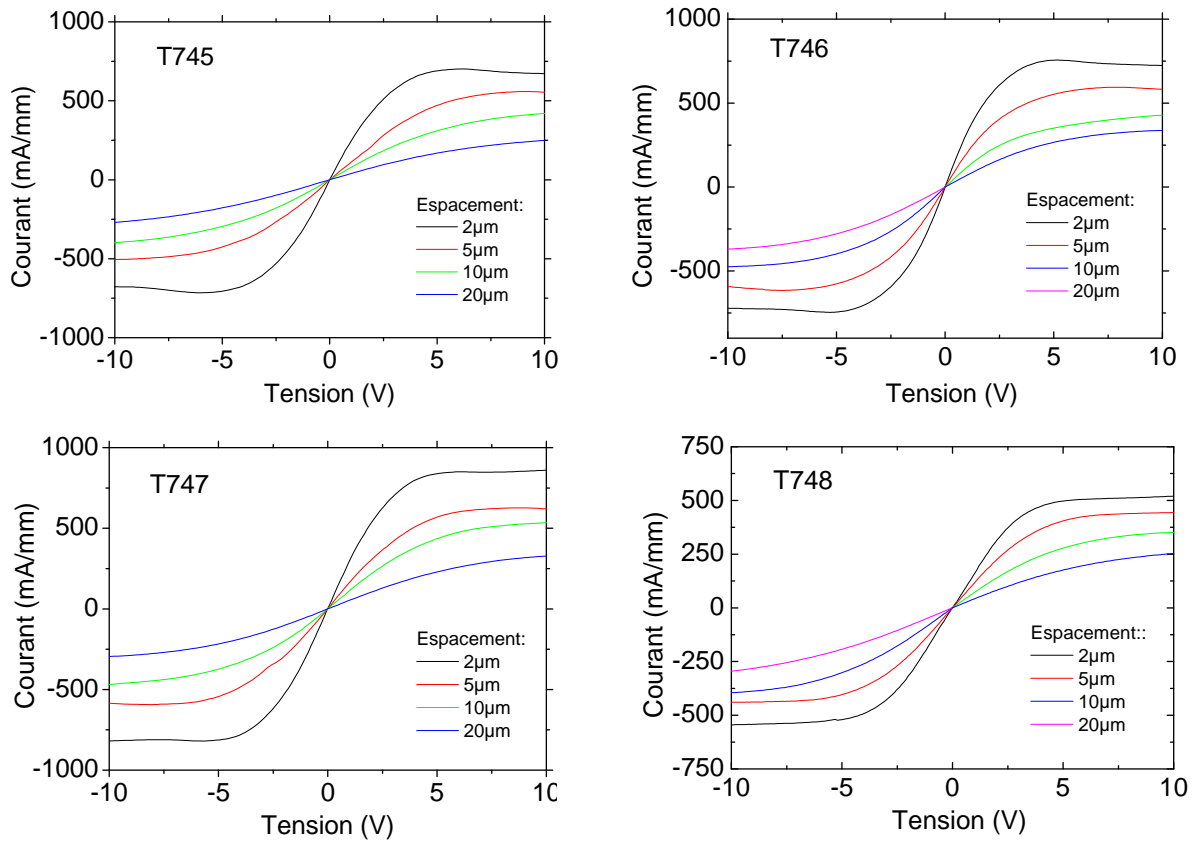 T745
1000
500
0
-500
-1000
Courant (mA/mm)
Espacement:
2µm
5µm
10µm
20µm
-10
-5
0
5
10
Tension (V)
T746
1000
750
500
250
0
-250
-500
-750
Courant (mA/mm)
Espacement:
2µm
5µm
10µm
20µm
-10
-5
0
5
10
Tension (V)
T747
1000
500
0
-500
-1000
Courant (mA/mm)
Espacement:
2µm
5µm
10µm
20µm
-10
-5
0
5
10
Tension (V)
T748
750
500
250
0
-250
-500
-750
Courant (mA/mm)
Espacement::
2µm
5µm
10µm
20µm
-10
-5
0
5
10
Tension (V)